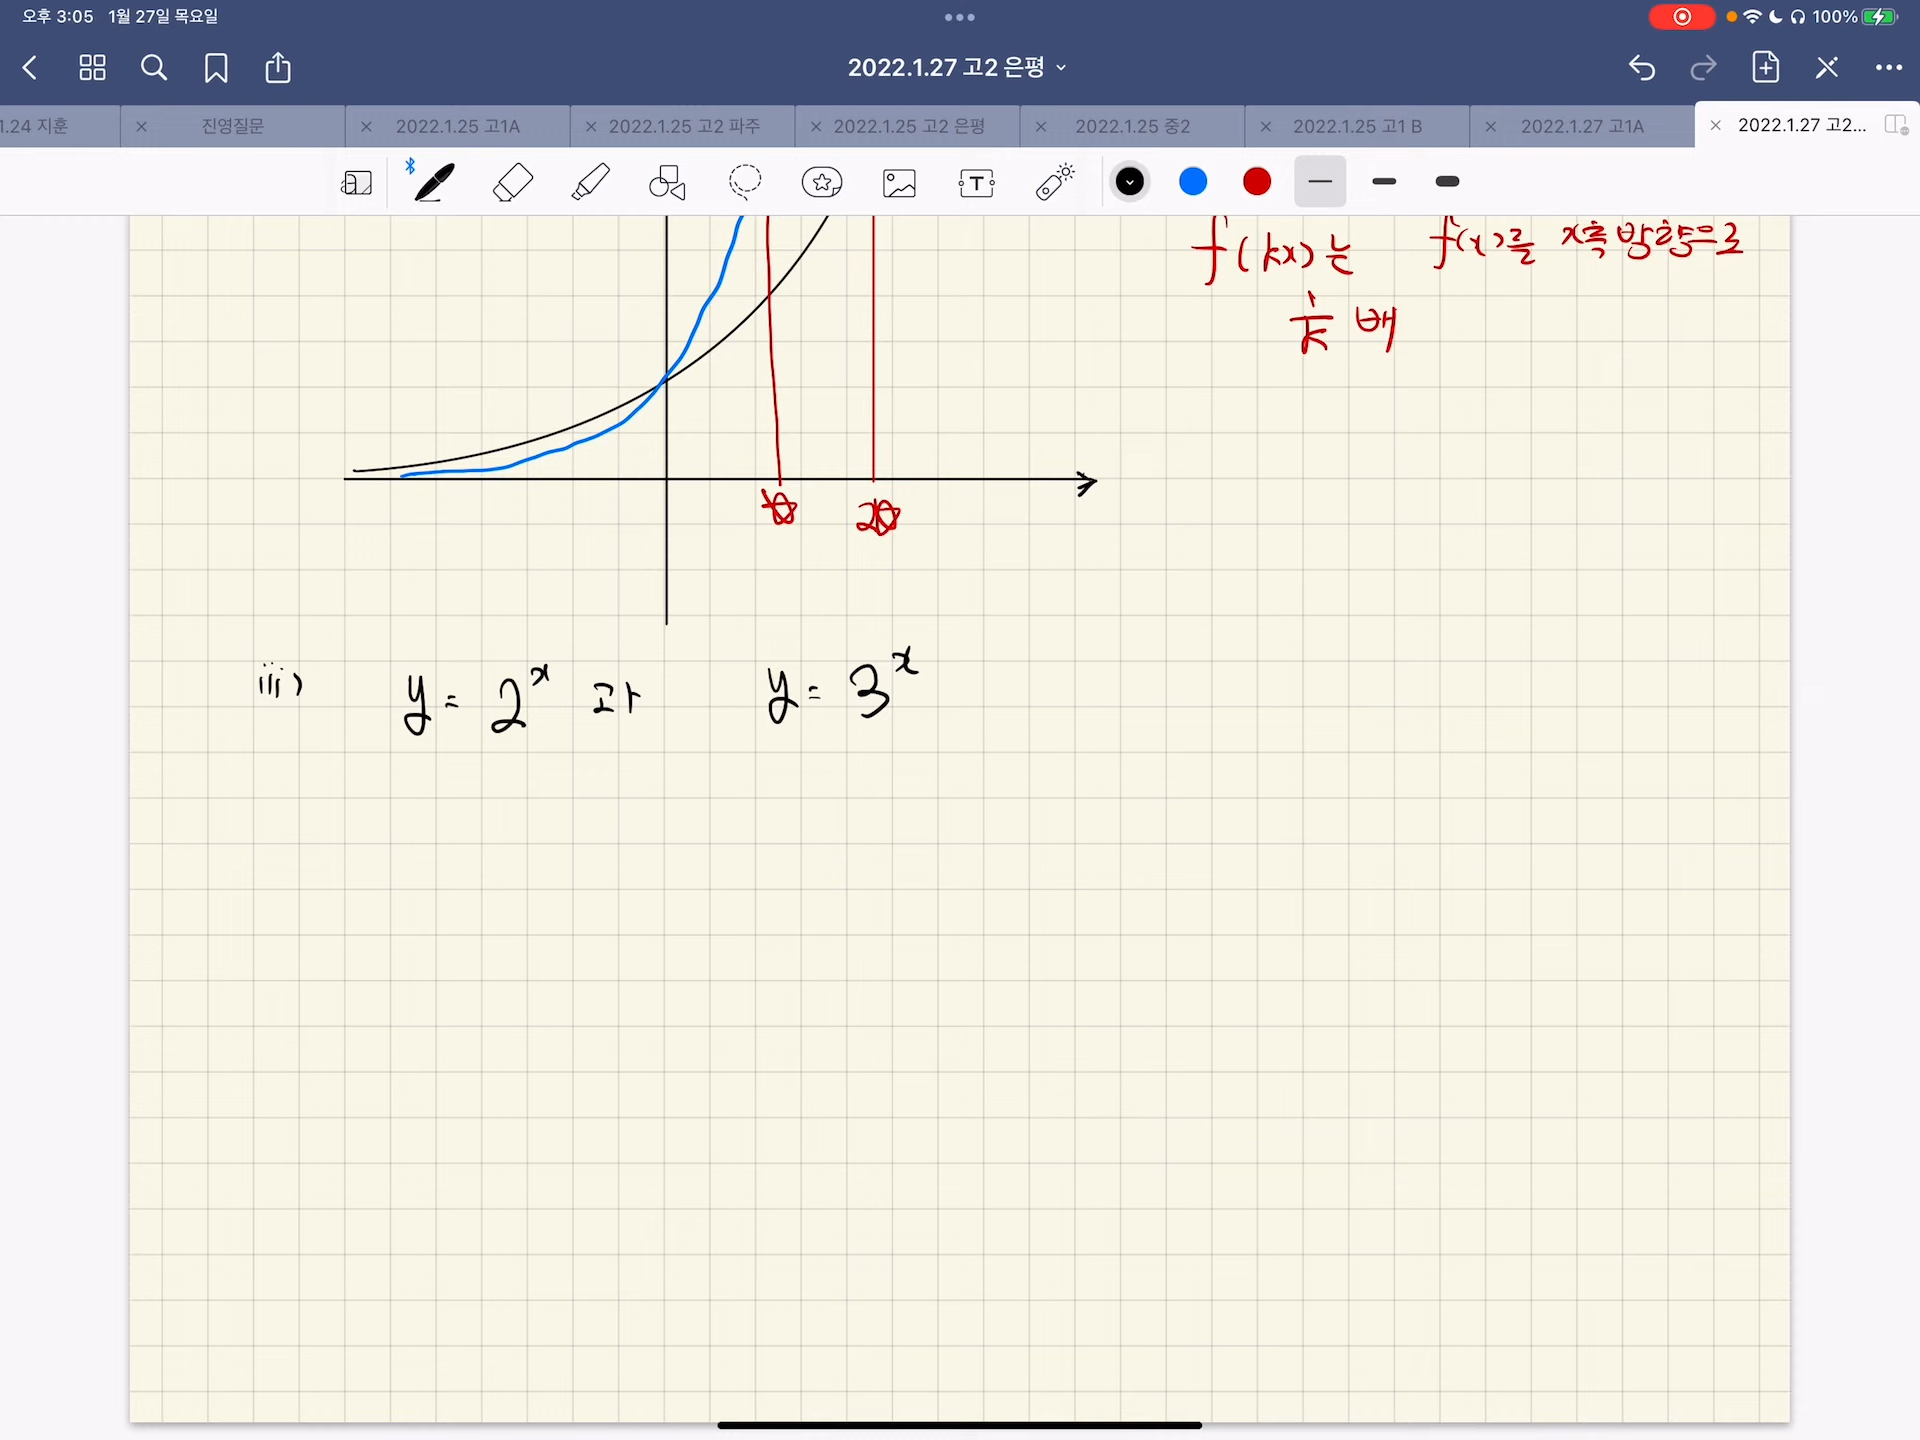 오후 3:05 1월 27일 목요일
100%
2022.1.27 고2 은평
1.24 지훈
진영질문
2022.1.25 고1A
2022.1.25 고2 파주
2022.1.25 고2 은평
2022.1.25 중2
2022.1.25 고1 B
2022.1.27 고1A
2022.1.27 고2...
f(kx)는 f(x)를 x축 방향으로
1/k 배
iii) y = 2^x 과 y = 3^x